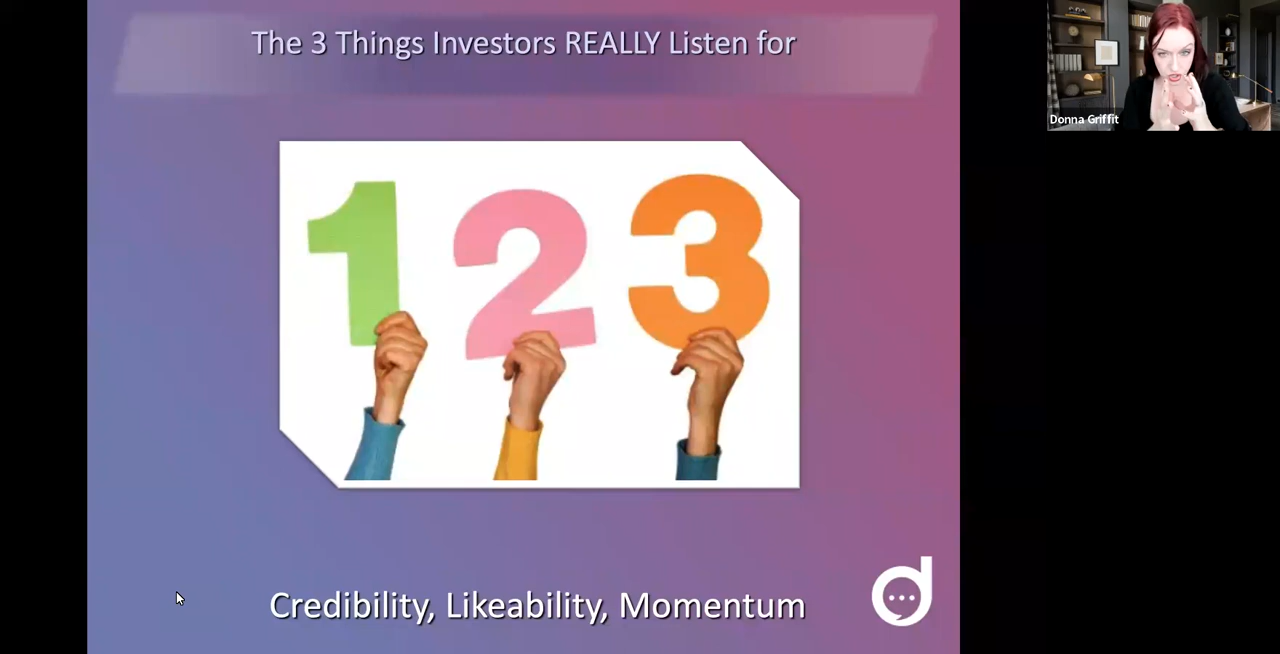 The 3 Things Investors REALLY Listen for
Donna Griffit
1 2 3
Credibility, Likeability, Momentum